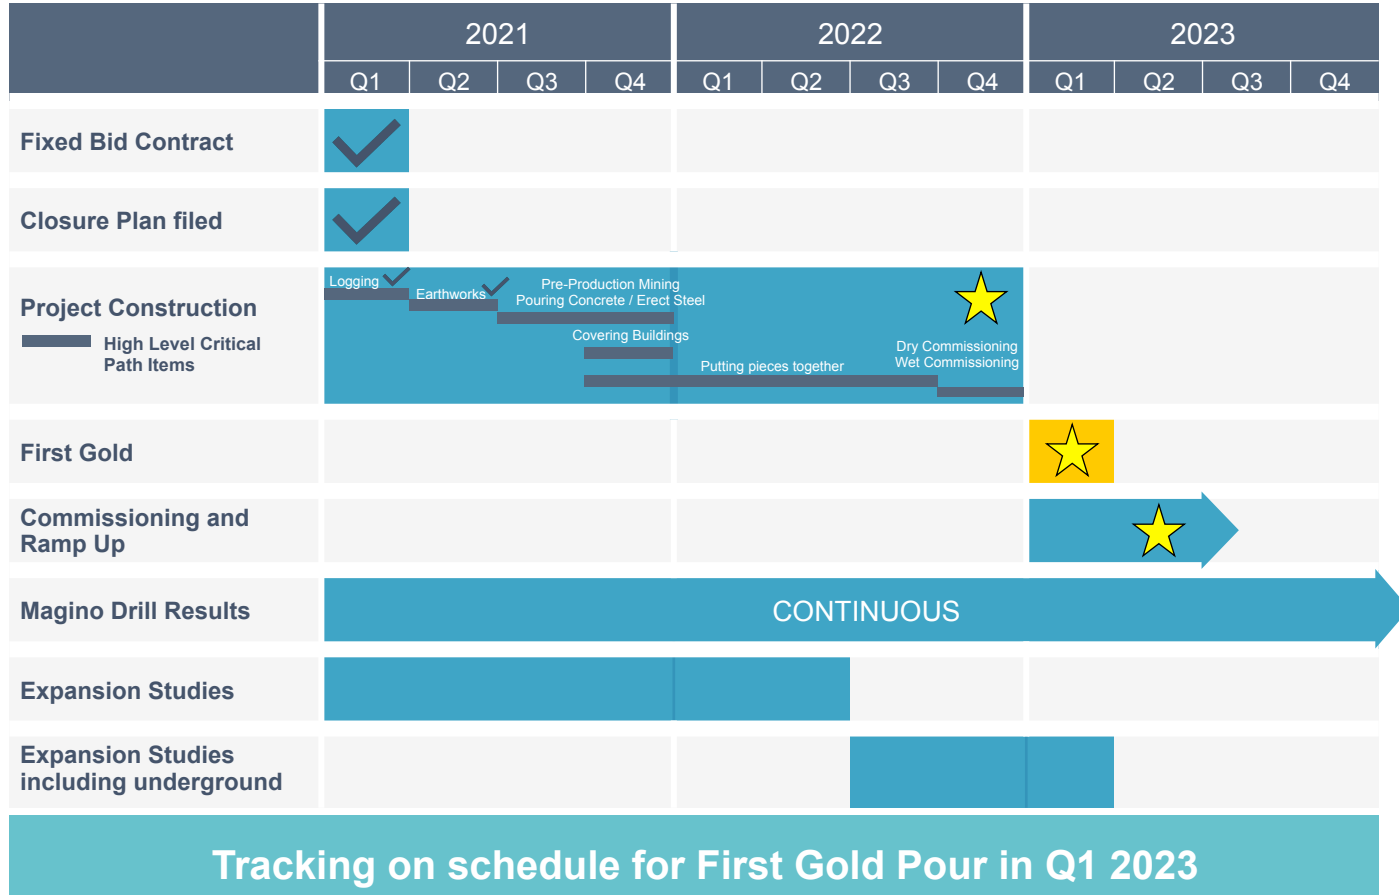 2021 2022 2023
Q1 Q2 Q3 Q4 Q1 Q2 Q3 Q4 Q1 Q2 Q3 Q4
Fixed Bid Contract
Closure Plan filed
Project Construction
High Level Critical
Path Items
Logging
Earthworks
Pre-Production Mining
Pouring Concrete / Erect Steel
Covering Buildings
Putting pieces together
Dry Commissioning
Wet Commissioning
First Gold
Commissioning and
Ramp Up
Magino Drill Results
CONTINUOUS
Expansion Studies
Expansion Studies
including underground
Tracking on schedule for First Gold Pour in Q1 2023